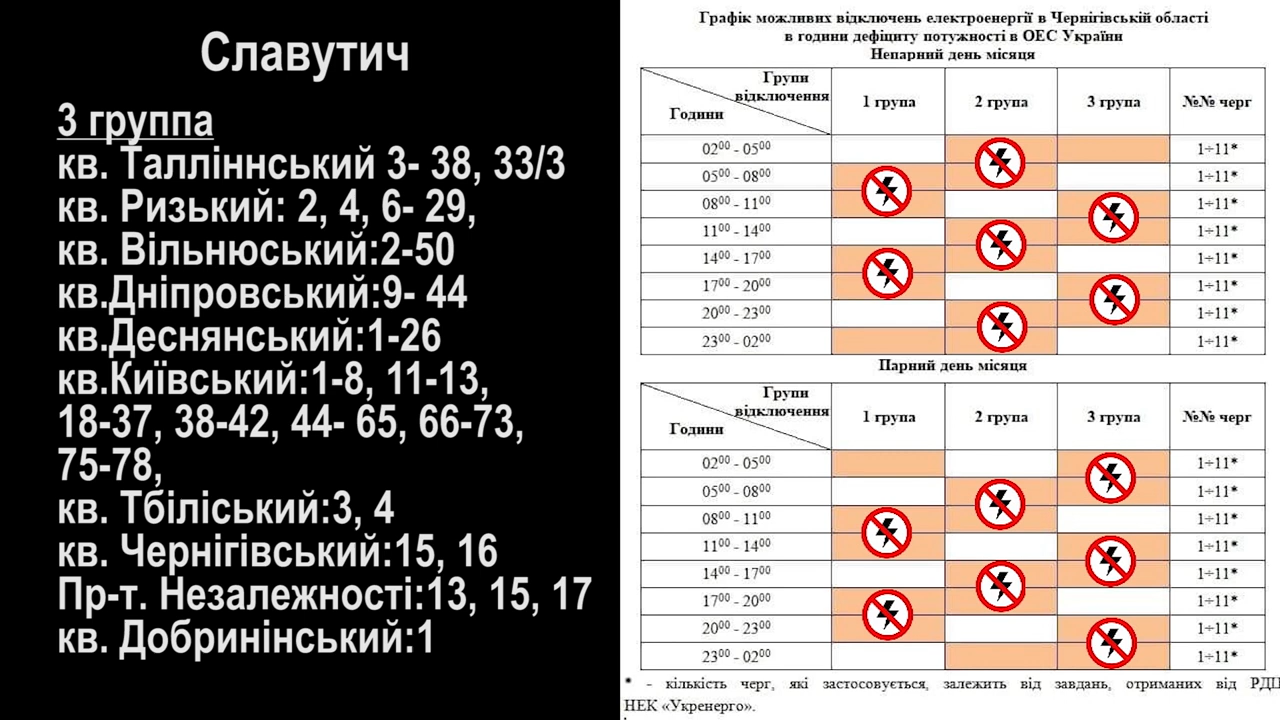 Славутич
3 группа
кв. Талліннський 3- 38, 33/3
кв. Ризький: 2, 4, 6- 29,
кв. Вільнюський:2-50
кв.Дніпровський:9- 44
кв.Деснянський:1-26
кв.Київський:1-8, 11-13,
18-37, 38-42, 44- 65, 66-73,
75-78,
кв. Тбіліський:3, 4
кв. Чернігівський:15, 16
Пр-т. Незалежності:13, 15, 17
кв. Добринінський:1
Графік можливих відключень електроенергії в Чернігівській області
в години дефіциту потужності в ОЕС України
Непарний день місяця
Групи відключення Години 1 група 2 група 3 група №№ черг
02⁰⁰ - 05⁰⁰ 1÷11*
05⁰⁰ - 08⁰⁰ 1÷11*
08⁰⁰ - 11⁰⁰ 1÷11*
11⁰⁰ - 14⁰⁰ 1÷11*
14⁰⁰ - 17⁰⁰ 1÷11*
17⁰⁰ - 20⁰⁰ 1÷11*
20⁰⁰ - 23⁰⁰ 1÷11*
23⁰⁰ - 02⁰⁰ 1÷11*
Парний день місяця
Групи відключення Години 1 група 2 група 3 група №№ черг
02⁰⁰ - 05⁰⁰ 1÷11*
05⁰⁰ - 08⁰⁰ 1÷11*
08⁰⁰ - 11⁰⁰ 1÷11*
11⁰⁰ - 14⁰⁰ 1÷11*
14⁰⁰ - 17⁰⁰ 1÷11*
17⁰⁰ - 20⁰⁰ 1÷11*
20⁰⁰ - 23⁰⁰ 1÷11*
23⁰⁰ - 02⁰⁰ 1÷11*
* - кількість черг, які застосовується, залежить від завдань, отриманих від РДЦ
НЕК «Укренерго».